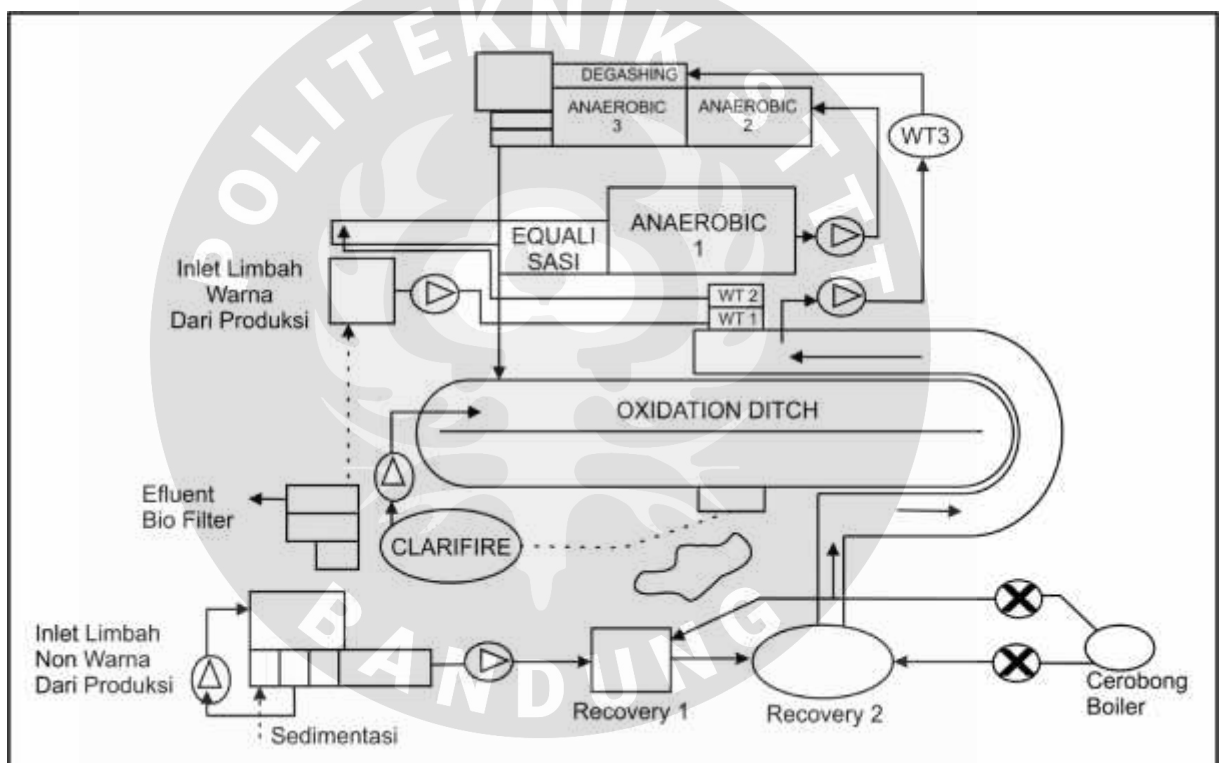 POLITEKNIK STTT
BANDUNG
DEGASHING
ANAEROBIC
3
ANAEROBIC
2
WT3
ANAEROBIC
1
EQUALI
SASI
Inlet Limbah
Warna
Dari Produksi
WT 2
WT 1
OXIDATION DITCH
Efluent
Bio Filter
CLARIFIRE
Inlet Limbah
Non Warna
Dari Produksi
Sedimentasi
Recovery 1
Recovery 2
Cerobong
Boiler